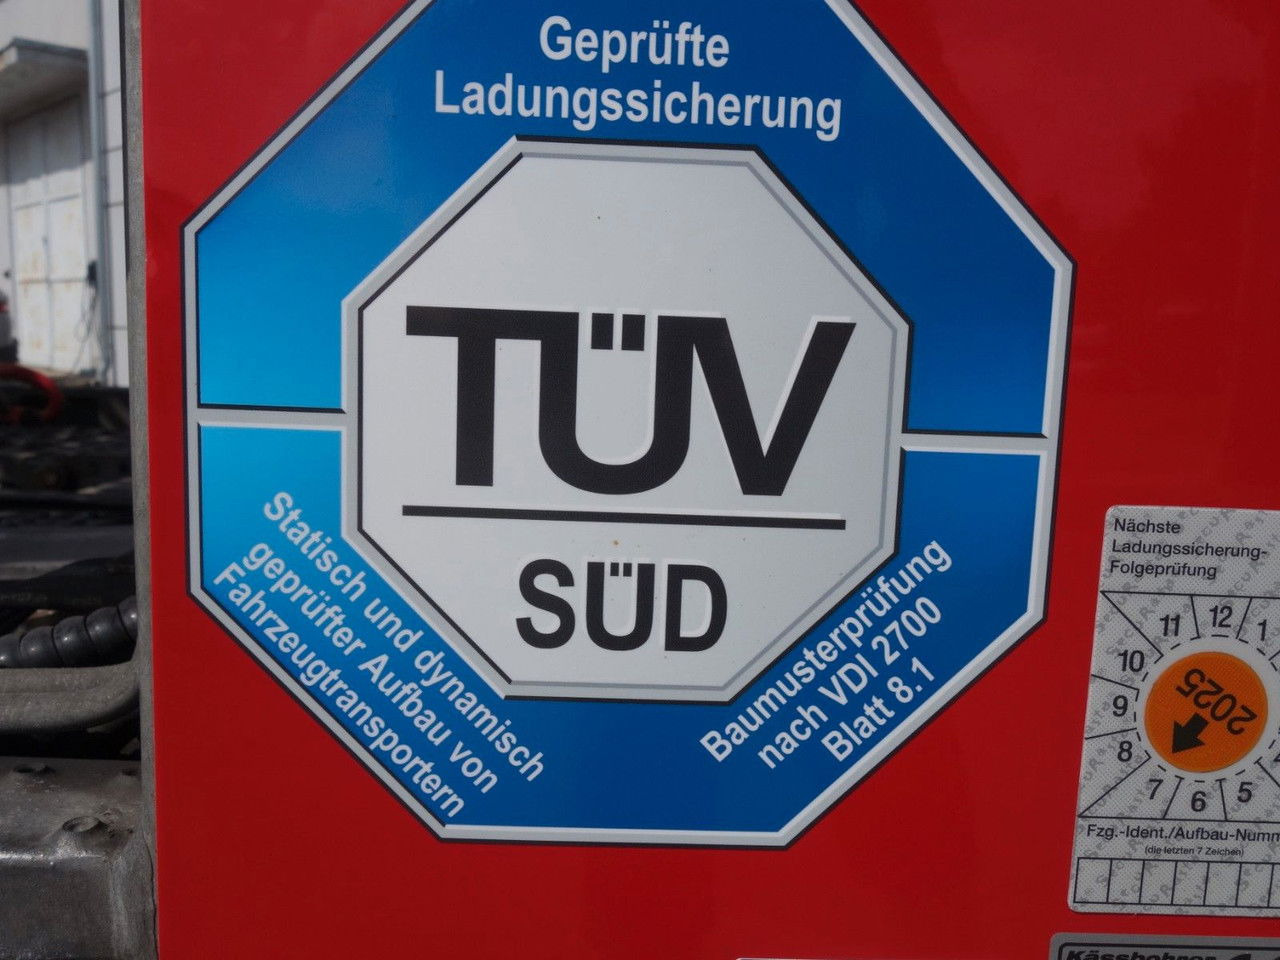 Geprüfte
Ladungssicherung
TÜV
SÜD
Statisch und dynamisch
geprüfter Aufbau von
Fahrzeugtransportern
Baumusterprüfung
nach VDI 2700
Blatt 8.1
Nächste
Ladungssicherung-
Folgeprüfung
11 12 1
10
9
8
7 6 5
2025
Fzg.-Ident./Aufbau-Numm
(die letzten 7 Zeichen)
Kässbohrer